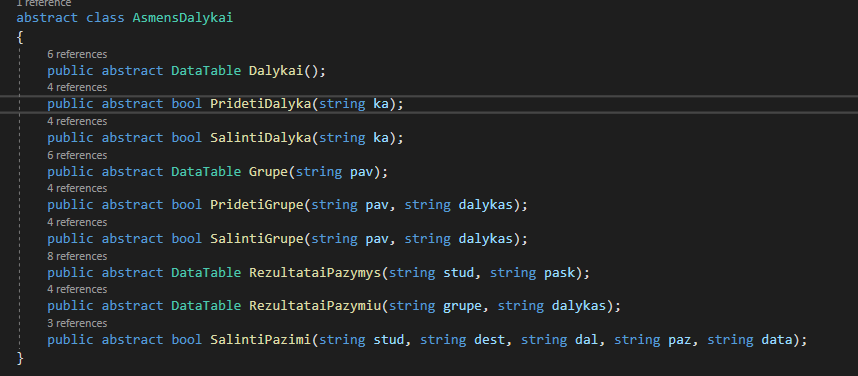 1 reference
abstract class AsmensDalykai
{
6 references
public abstract DataTable Dalykai();
4 references
public abstract bool PridetiDalyka(string ka);
4 references
public abstract bool SalintiDalyka(string ka);
6 references
public abstract DataTable Grupe(string pav);
4 references
public abstract bool PridetiGrupe(string pav, string dalykas);
4 references
public abstract bool SalintiGrupe(string pav, string dalykas);
8 references
public abstract DataTable RezultataiPazymys(string stud, string pask);
4 references
public abstract DataTable RezultataiPazymiu(string grupe, string dalykas);
3 references
public abstract bool SalintiPazimi(string stud, string dest, string dal, string paz, string data);
}